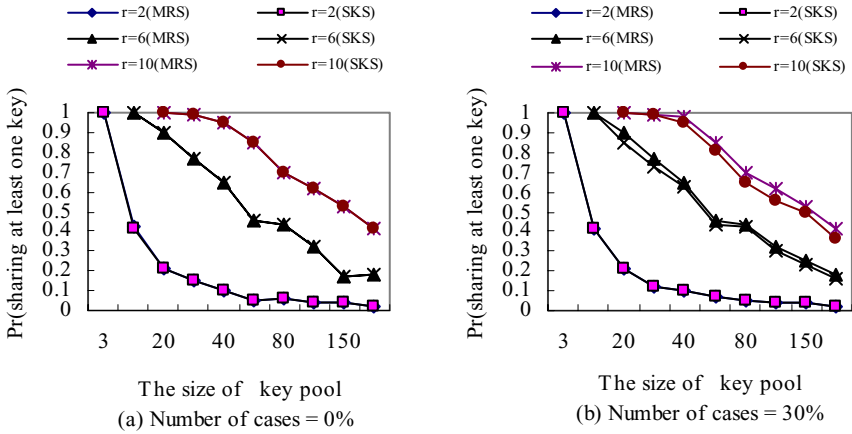 r=2(MRS) r=2(SKS)
r=6(MRS) r=6(SKS)
r=10(MRS) r=10(SKS)
Pr(sharing at least one key)
1
0.9
0.8
0.7
0.6
0.5
0.4
0.3
0.2
0.1
0
3 20 40 80 150
The size of key pool
(a) Number of cases = 0%
r=2(MRS) r=2(SKS)
r=6(MRS) r=6(SKS)
r=10(MRS) r=10(SKS)
Pr(sharing at least one key)
1
0.9
0.8
0.7
0.6
0.5
0.4
0.3
0.2
0.1
0
3 20 40 80 150
The size of key pool
(b) Number of cases = 30%